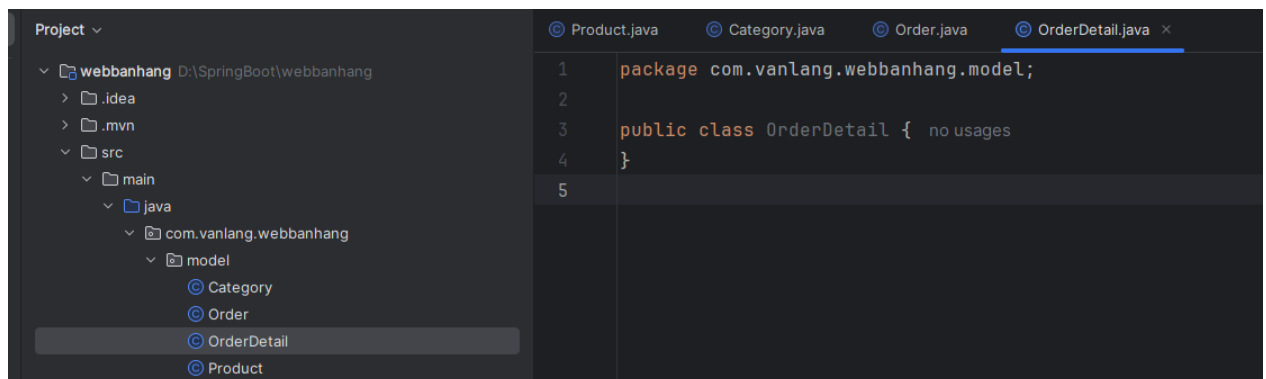 Project
webbanhang D:\SpringBoot\webbanhang
.idea
.mvn
src
main
java
com.vanlang.webbanhang
model
Category
Order
OrderDetail
Product
Product.java Category.java Order.java OrderDetail.java
1 package com.vanlang.webbanhang.model;
2
3 public class OrderDetail { no usages
4 }
5